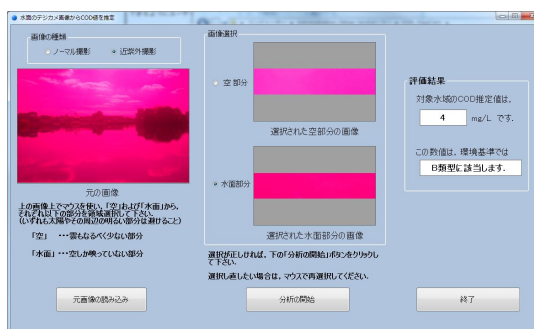 水面のデジカメ画像からCOD値を推定
画像の種類
ノーマル撮影
近紫外撮影
元の画像
上の画像上でマウスを使い、「空」および「水面」から、
それぞれ以下の部分を領域選択して下さい。
(いずれも太陽やその周辺の明るい部分は避けること)
「空」 ・・・雲もなるべく少ない部分
「水面」 ・・・空しか映っていない部分
元画像の読み込み
画像選択
空部分
選択された空部分の画像
水面部分
選択された水面部分の画像
選択が正しければ、下の「分析の開始」ボタンをクリックし
て下さい。
選択し直したい場合は、マウスで再選択してください。
分析の開始
評価結果
対象水域のCOD推定値は、
4 mg/L です。
この数値は、環境基準では
B類型に該当します。
終了